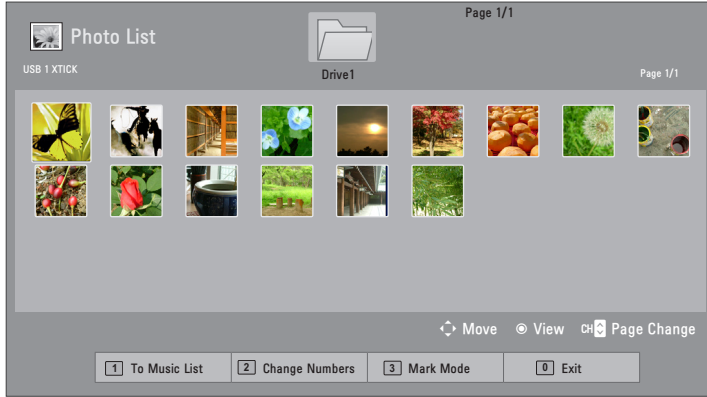 Page 1/1
Photo List
USB 1 XTICK
Drive1
Page 1/1
Move
View
CH
Page Change
1 To Music List
2 Change Numbers
3 Mark Mode
0 Exit